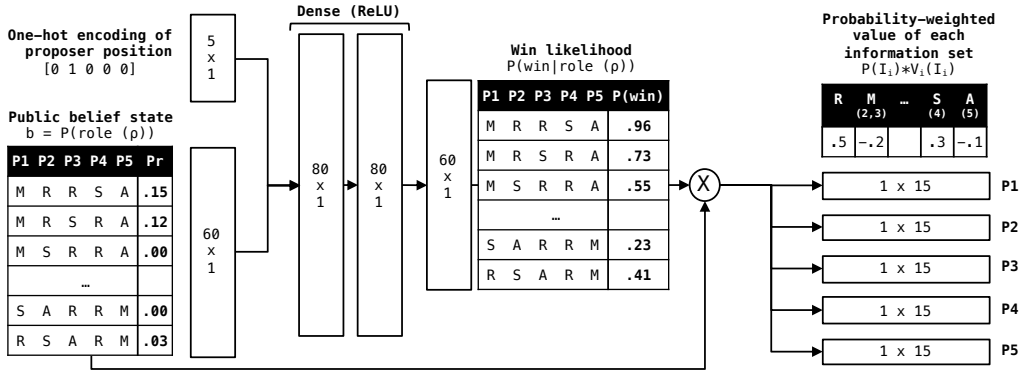 One-hot encoding of
proposer position
[0 1 0 0 0]
Public belief state
b = P(role (ρ))
P1 P2 P3 P4 P5 Pr
M R R S A .15
M R S R A .12
M S R R A .00
…
S A R R M .00
R S A R M .03
5
x
1
60
x
1
Dense (ReLU)
80
x
1
80
x
1
60
x
1
Win likelihood
P(win|role (ρ))
P1 P2 P3 P4 P5 P(win)
M R R S A .96
M R S R A .73
M S R R A .55
…
S A R R M .23
R S A R M .41
X
Probability-weighted
value of each
information set
P(Iᵢ)*Vᵢ(Iᵢ)
R M … S A
(2,3) (4) (5)
.5 -.2 .3 -.1
1 x 15 P1
1 x 15 P2
1 x 15 P3
1 x 15 P4
1 x 15 P5